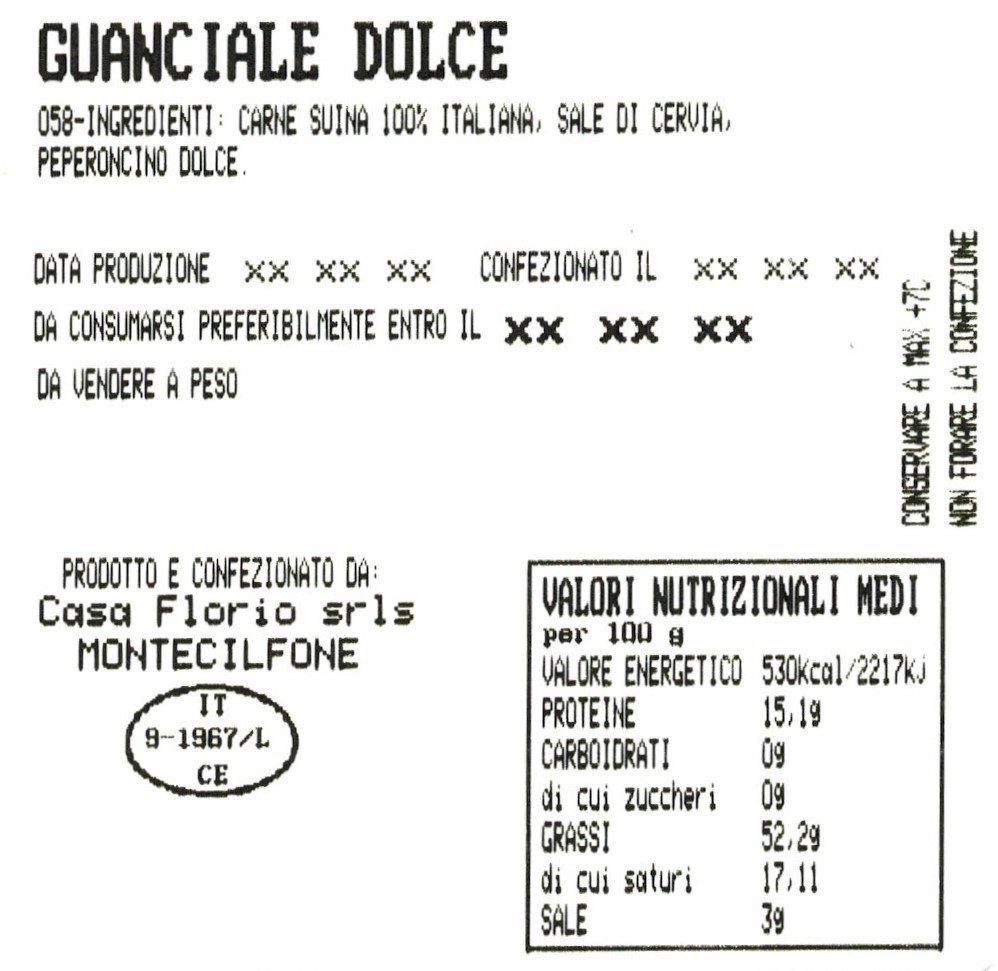 GUANCIALE DOLCE
058-INGREDIENTI: CARNE SUINA 100% ITALIANA, SALE DI CERVIA,
PEPERONCINO DOLCE.
DATA PRODUZIONE xx xx xx CONFEZIONATO IL xx xx xx
DA CONSUMARSI PREFERIBILMENTE ENTRO IL xx xx xx
DA VENDERE A PESO
CONSERVARE A MAX +7C
NON FORARE LA CONFEZIONE
PRODOTTO E CONFEZIONATO DA:
Casa Florio srls
MONTECILFONE
IT
9-1967/L
CE
VALORI NUTRIZIONALI MEDI
per 100 g
VALORE ENERGETICO 530kcal/2217kJ
PROTEINE 15,1g
CARBOIDRATI 0g
di cui zuccheri 0g
GRASSI 52,2g
di cui saturi 17,11
SALE 3g